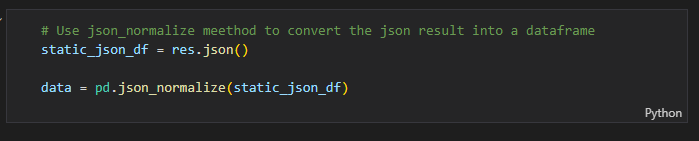 # Use json_normalize meethod to convert the json result into a dataframe
static_json_df = res.json()
data = pd.json_normalize(static_json_df)
Python